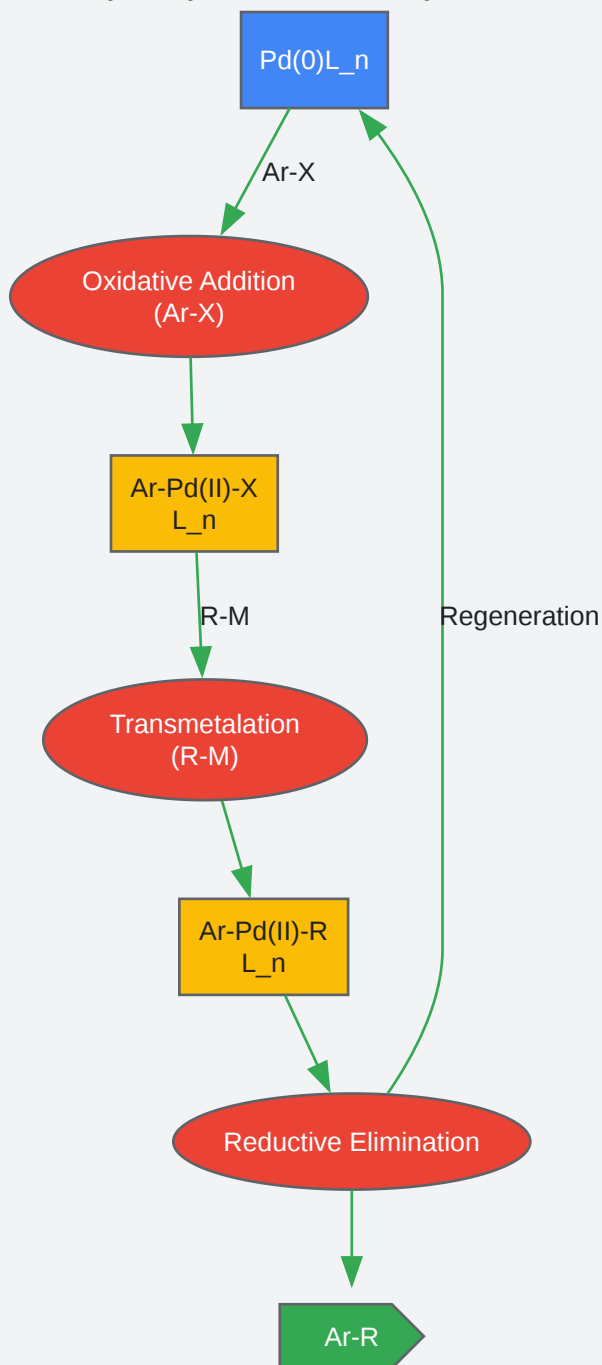 Pd(0)L_n
Ar-X
Oxidative Addition
(Ar-X)
Ar-Pd(II)-X
L_n
R-M
Regeneration
Transmetalation
(R-M)
Ar-Pd(II)-R
L_n
Reductive Elimination
Ar-R